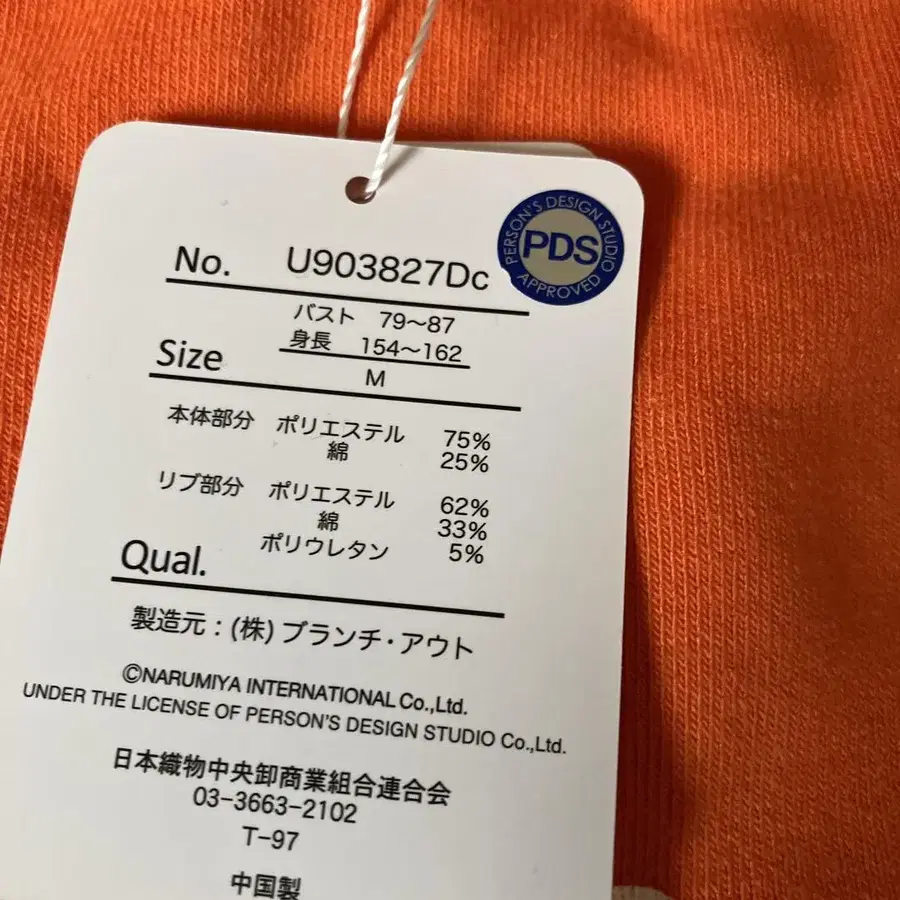 PERSON'S DESIGN STUDIO
PDS
APPROVED
No. U903827Dc
バスト 79〜87
身長 154〜162
Size M
本体部分 ポリエステル 75%
綿 25%
リブ部分 ポリエステル 62%
綿 33%
ポリウレタン 5%
Qual.
製造元:(株)ブランチ・アウト
©NARUMIYA INTERNATIONAL Co.,Ltd.
UNDER THE LICENSE OF PERSON'S DESIGN STUDIO Co.,Ltd.
日本織物中央卸商業組合連合会
03-3663-2102
T-97
中国製